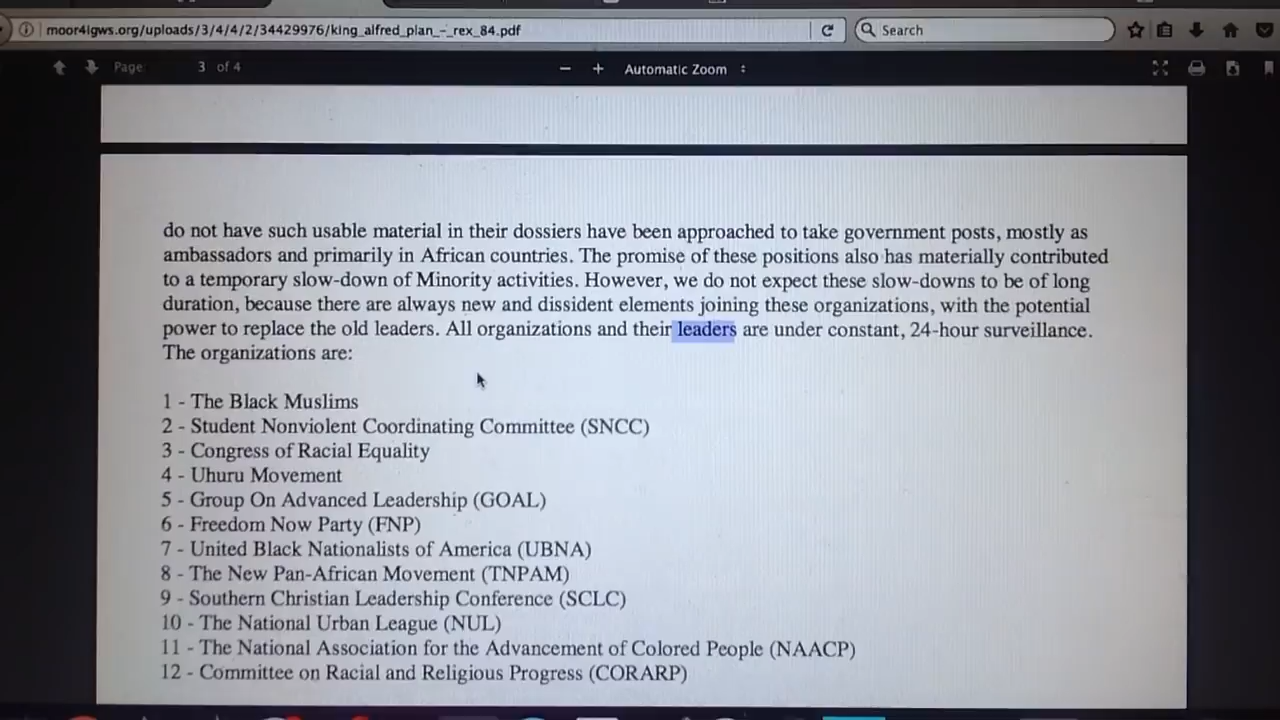 moor4igws.org/uploads/3/4/4/2/34429976/king_alfred_plan_-_rex_84.pdf
Search
Page: 3 of 4
Automatic Zoom
do not have such usable material in their dossiers have been approached to take government posts, mostly as
ambassadors and primarily in African countries. The promise of these positions also has materially contributed
to a temporary slow-down of Minority activities. However, we do not expect these slow-downs to be of long
duration, because there are always new and dissident elements joining these organizations, with the potential
power to replace the old leaders. All organizations and their leaders are under constant, 24-hour surveillance.
The organizations are:
1 - The Black Muslims
2 - Student Nonviolent Coordinating Committee (SNCC)
3 - Congress of Racial Equality
4 - Uhuru Movement
5 - Group On Advanced Leadership (GOAL)
6 - Freedom Now Party (FNP)
7 - United Black Nationalists of America (UBNA)
8 - The New Pan-African Movement (TNPAM)
9 - Southern Christian Leadership Conference (SCLC)
10 - The National Urban League (NUL)
11 - The National Association for the Advancement of Colored People (NAACP)
12 - Committee on Racial and Religious Progress (CORARP)